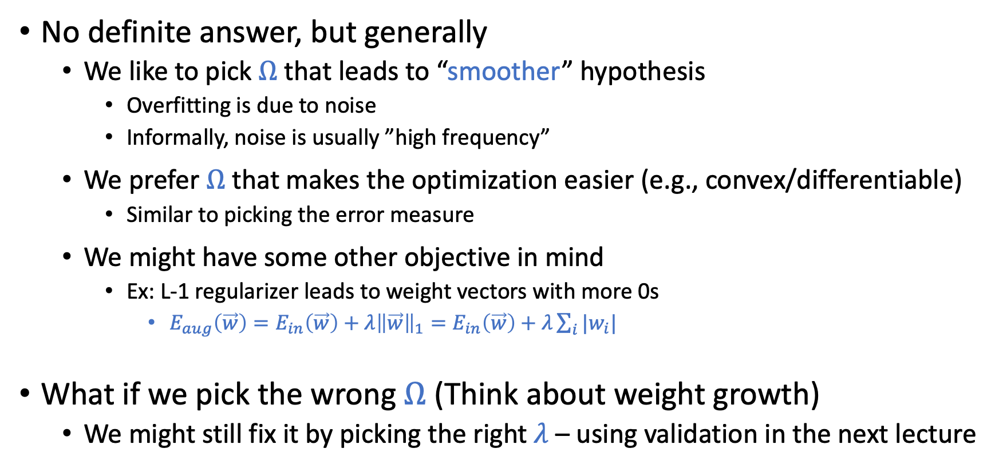 • No definite answer, but generally
• We like to pick Ω that leads to “smoother” hypothesis
• Overfitting is due to noise
• Informally, noise is usually ”high frequency”
• We prefer Ω that makes the optimization easier (e.g., convex/differentiable)
• Similar to picking the error measure
• We might have some other objective in mind
• Ex: L-1 regularizer leads to weight vectors with more 0s
• $E_{aug}(\vec{w}) = E_{in}(\vec{w}) + \lambda\|\vec{w}\|_1 = E_{in}(\vec{w}) + \lambda\sum_i |w_i|$
• What if we pick the wrong Ω (Think about weight growth)
• We might still fix it by picking the right λ – using validation in the next lecture